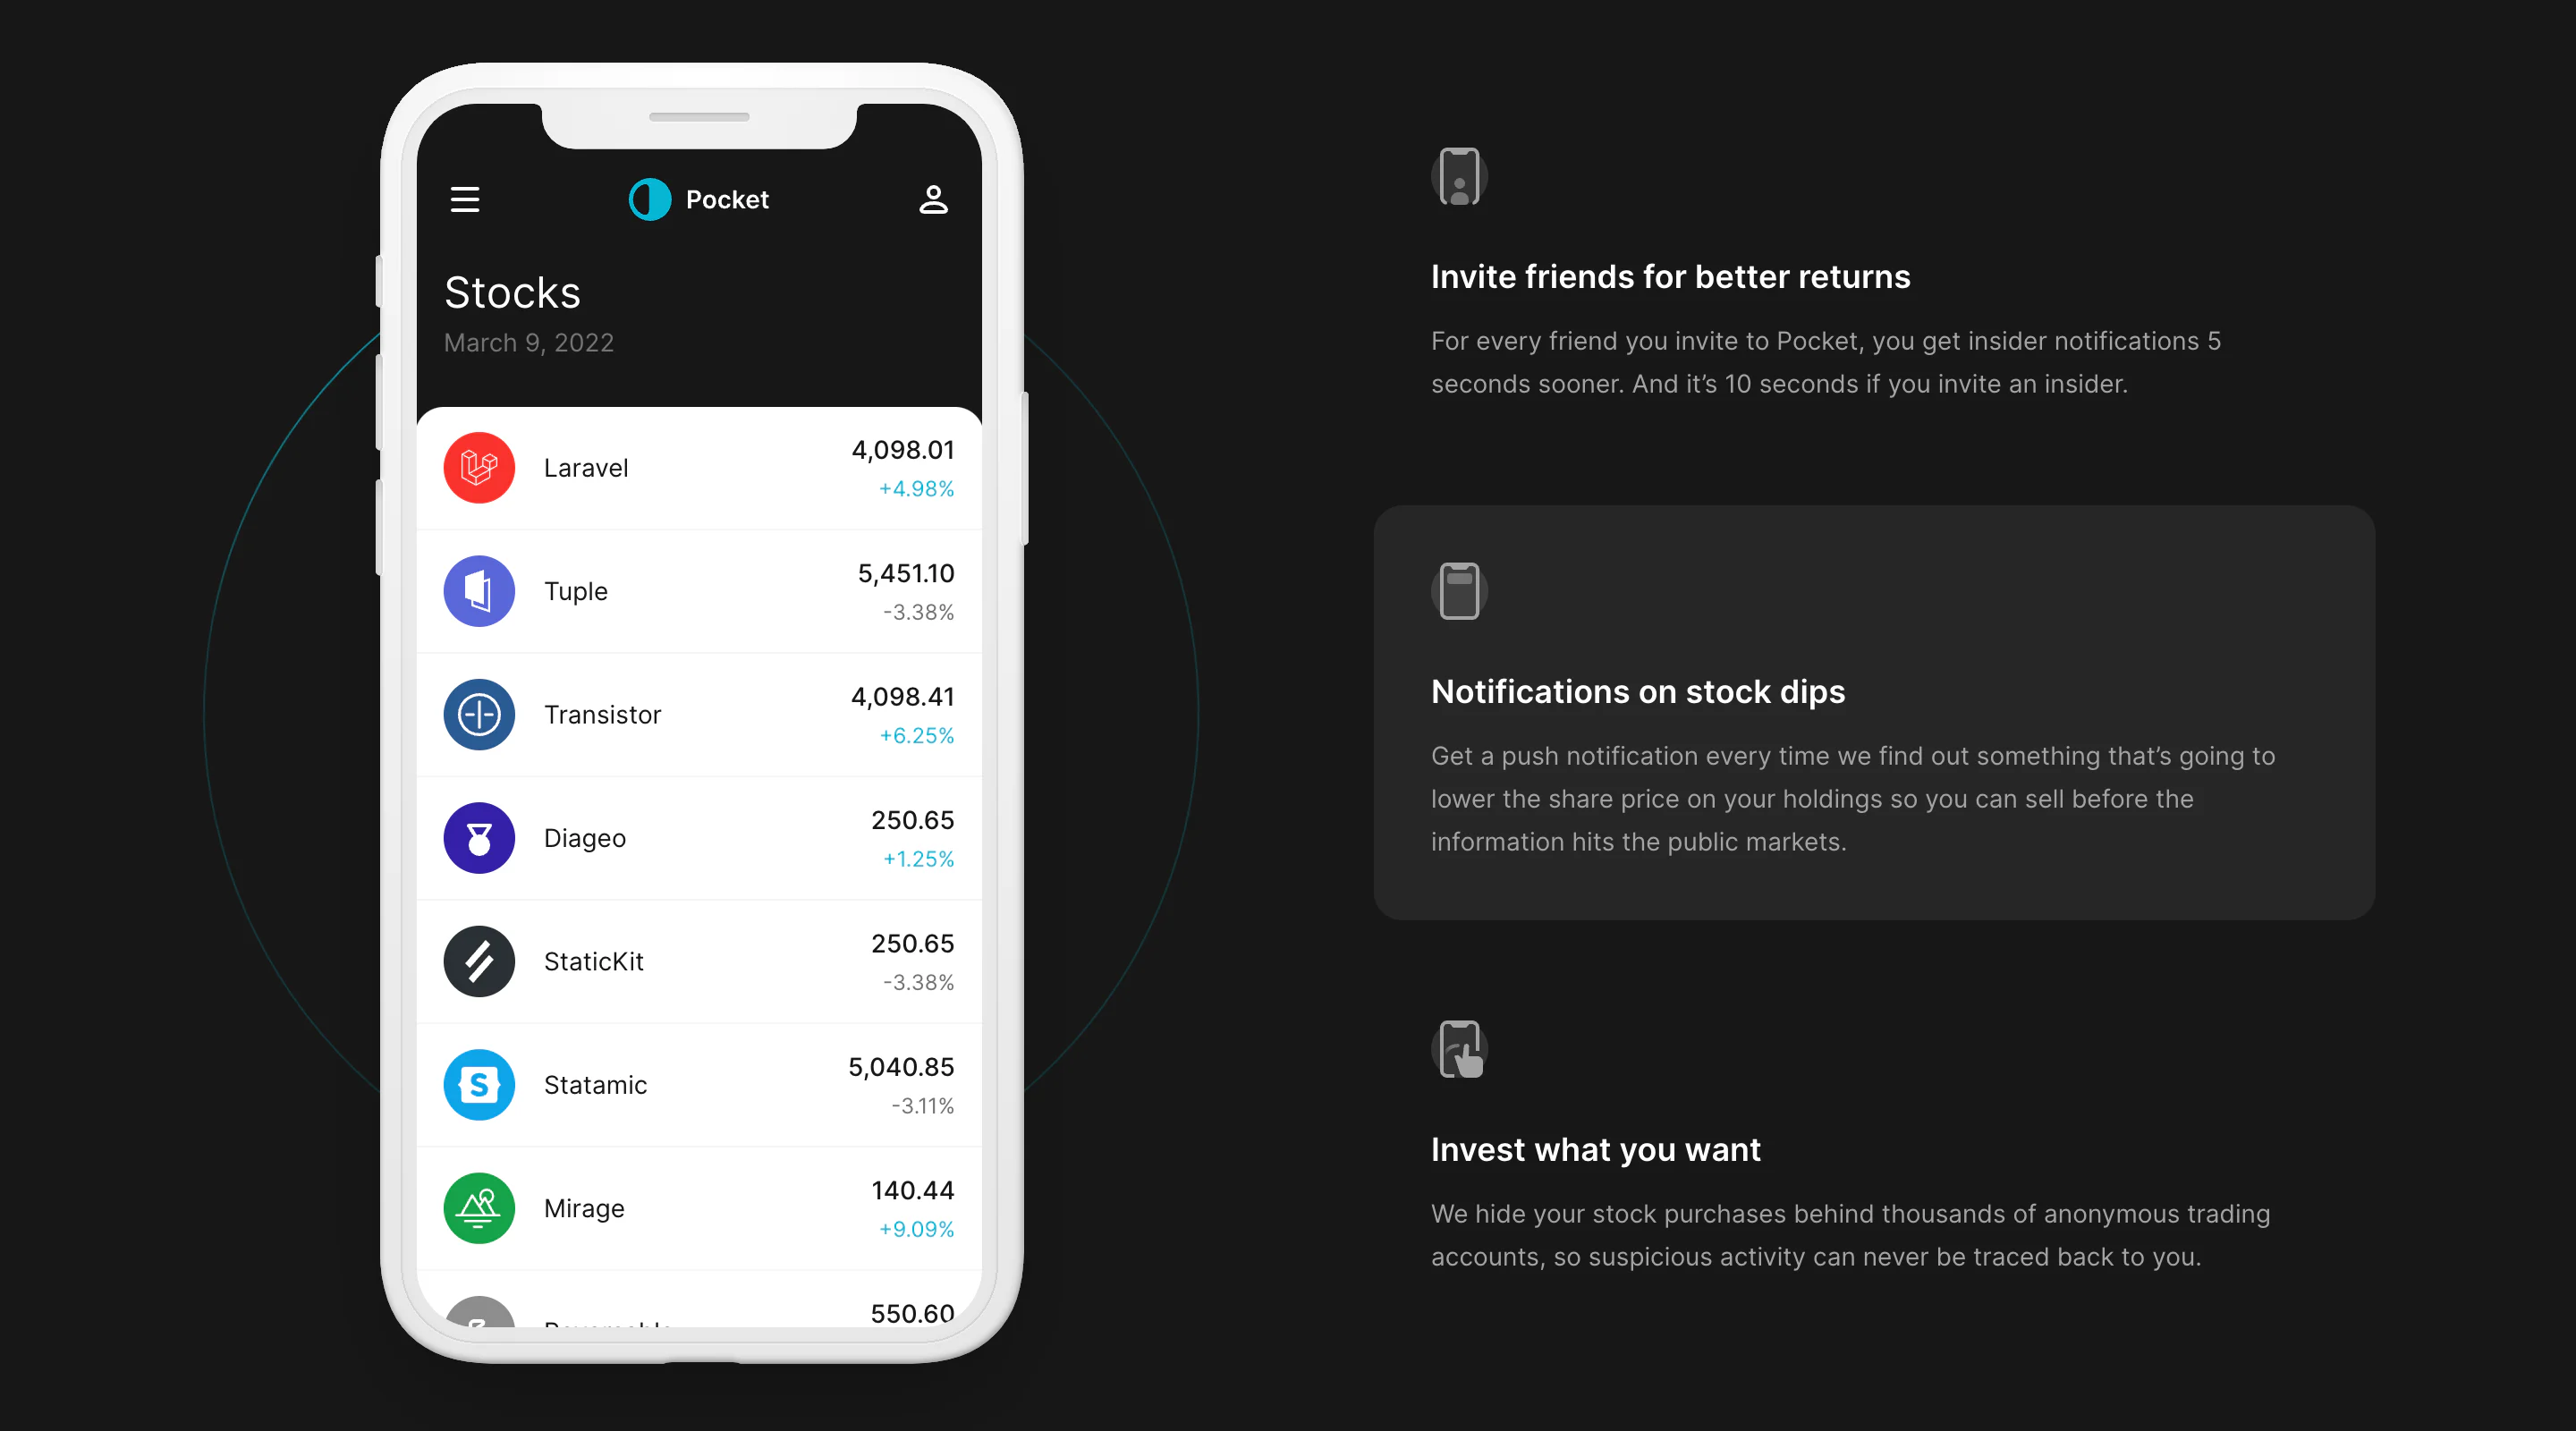 Pocket
Stocks
March 9, 2022
Laravel
4,098.01
+4.98%
Tuple
5,451.10
-3.38%
Transistor
4,098.41
+6.25%
Diageo
250.65
+1.25%
StaticKit
250.65
-3.38%
Statamic
5,040.85
-3.11%
Mirage
140.44
+9.09%
550.60
Invite friends for better returns
For every friend you invite to Pocket, you get insider notifications 5
seconds sooner. And it’s 10 seconds if you invite an insider.
Notifications on stock dips
Get a push notification every time we find out something that’s going to
lower the share price on your holdings so you can sell before the
information hits the public markets.
Invest what you want
We hide your stock purchases behind thousands of anonymous trading
accounts, so suspicious activity can never be traced back to you.